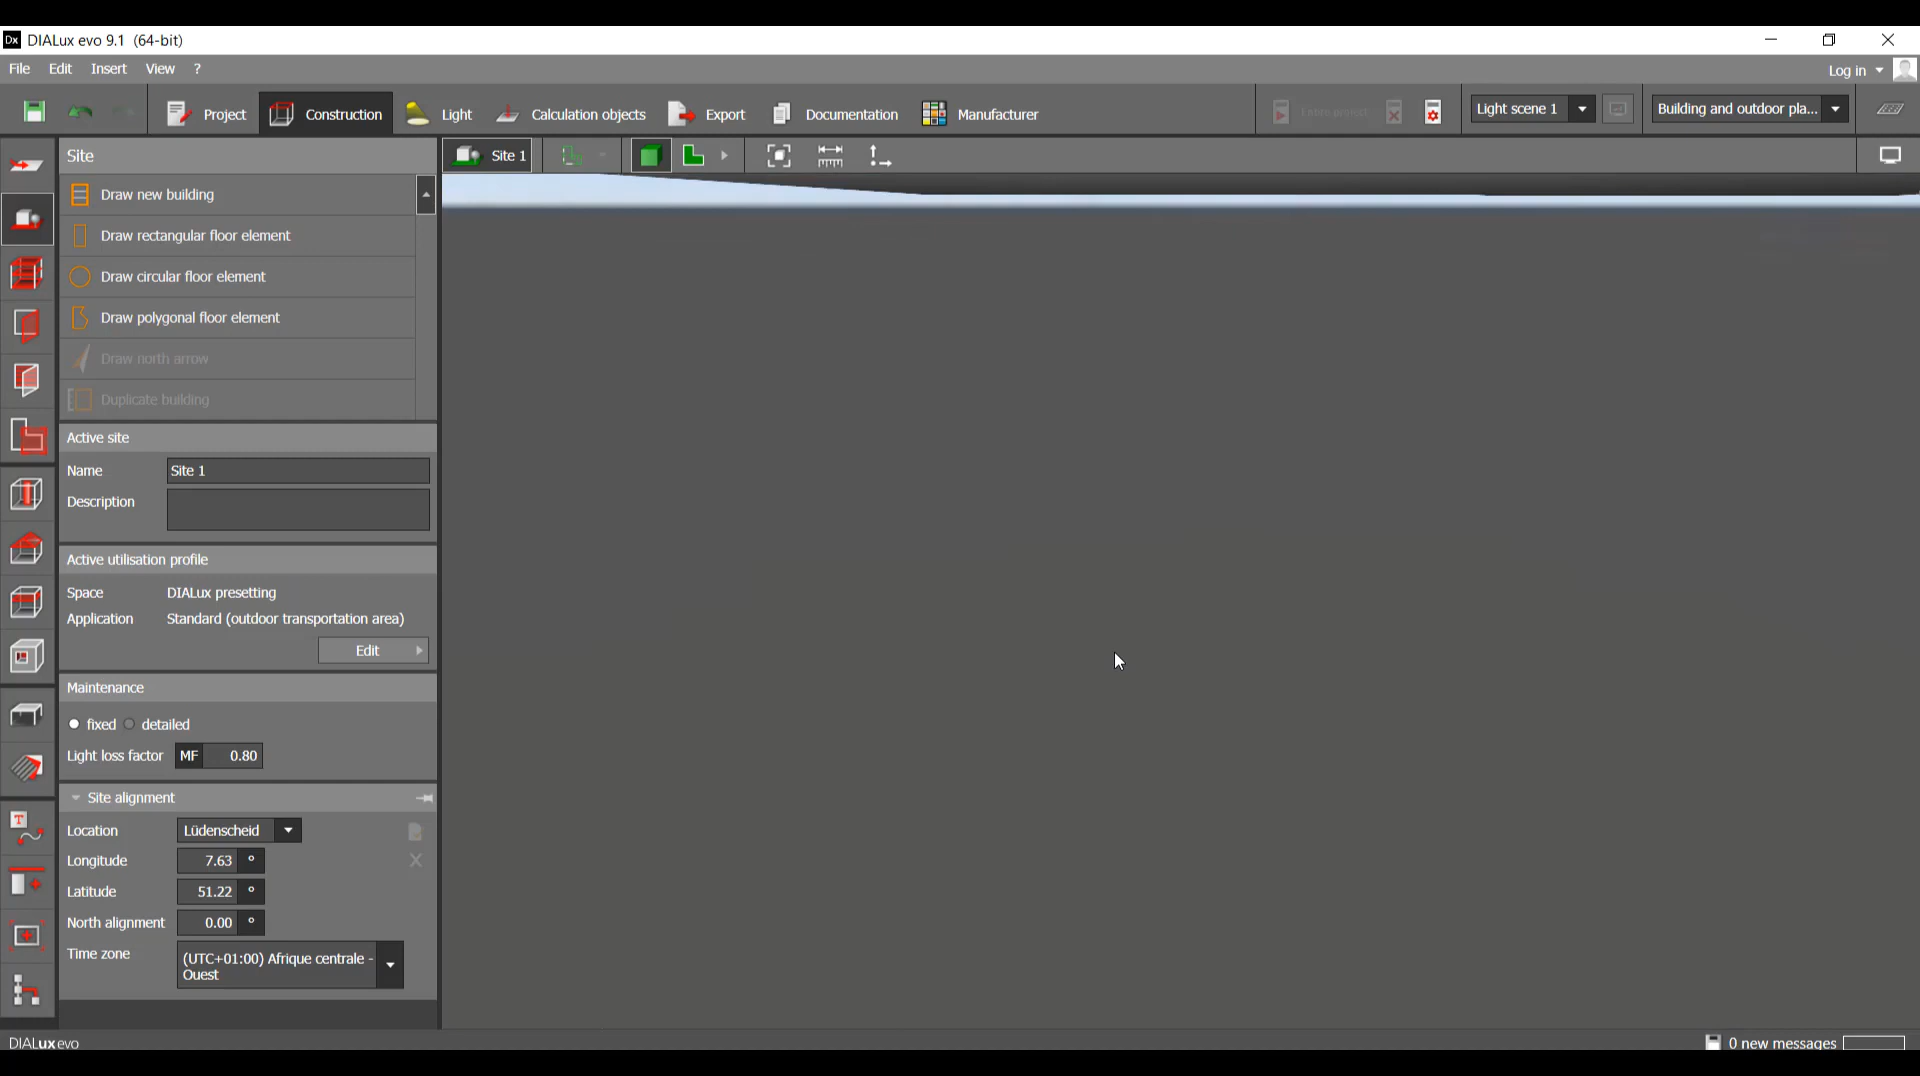 Dx DIALux evo 9.1 (64-bit)
File Edit Insert View ?
Log in
Project Construction Light Calculation objects Export Documentation Manufacturer
Entire project
Light scene 1
Building and outdoor pla...
Site
Site 1
Draw new building
Draw rectangular floor element
Draw circular floor element
Draw polygonal floor element
Draw north arrow
Duplicate building
Active site
Name Site 1
Description
Active utilisation profile
Space DIALux presetting
Application Standard (outdoor transportation area)
Edit
Maintenance
fixed detailed
Light loss factor MF 0.80
Site alignment
Location Lüdenscheid
Longitude 7.63 °
Latitude 51.22 °
North alignment 0.00 °
Time zone (UTC+01:00) Afrique centrale -
Ouest
T
DIALux evo
0 new messages